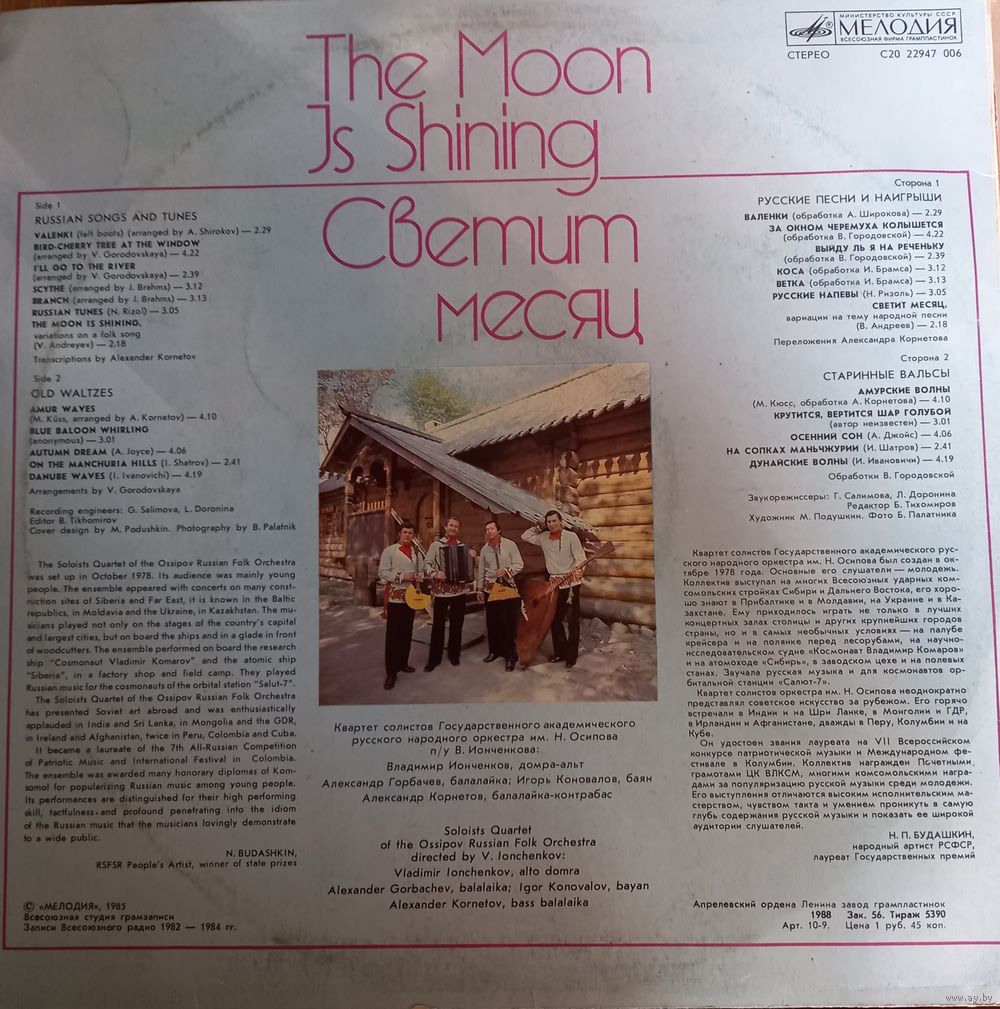 МИНИСТЕРСТВО КУЛЬТУРЫ СССР
МЕЛОДИЯ
ВСЕСОЮЗНАЯ ФИРМА ГРАМПЛАСТИНОК
СТЕРЕО C20 22947 006
The Moon
Is Shining
Светит
месяц
Side 1
RUSSIAN SONGS AND TUNES
VALENKI (felt boots) (arranged by A. Shirokov) — 2.29
BIRD-CHERRY TREE AT THE WINDOW
(arranged by V. Gorodovskaya) — 4.22
I'LL GO TO THE RIVER
(arranged by V. Gorodovskaya) — 2.39
SCYTHE (arranged by J. Brahms) — 3.12
BRANCH (arranged by J. Brahms) — 3.13
RUSSIAN TUNES (N. Rizol) — 3.05
THE MOON IS SHINING,
variations on a folk song
(V. Andreyev) — 2.18
Transcriptions by Alexander Kornetov
Side 2
OLD WALTZES
AMUR WAVES
(M. Küss, arranged by A. Kornetov) — 4.10
BLUE BALOON WHIRLING
(anonymous) — 3.01
AUTUMN DREAM (A. Joyce) — 4.06
ON THE MANCHURIA HILLS (I. Shatrov) — 2.41
DANUBE WAVES (I. Ivanovichi) — 4.19
Arrangements by V. Gorodovskaya
Recording engineers: G. Salimova, L. Doronina
Editor B. Tikhomirov
Cover design by M. Podushkin. Photography by B. Palatnik
The Soloists Quartet of the Ossipov Russian Folk Orchestra
was set up in October 1978. Its audience was mainly young
people. The ensemble appeared with concerts on many const-
ruction sites of Siberia and Far East, it is known in the Baltic
republics, in Moldavia and the Ukraine, in Kazakhstan. The mu-
sicians played not only on the stages of the country's capital
and largest cities, but on board the ships and in a glade in front
of woodcutters. The ensemble performed on board the research
ship "Cosmonaut Vladimir Komarov" and the atomic ship
"Siberia", in a factory shop and field camp. They played
Russian music for the cosmonauts of the orbital station "Salut-7".
The Soloists Quartet of the Ossipov Russian Folk Orchestra
has presented Soviet art abroad and was enthusiastically
applauded in India and Sri Lanka, in Mongolia and the GDR,
in Ireland and Afghanistan, twice in Peru, Colombia and Cuba.
It became a laureate of the 7th All-Russian Competition
of Patriotic Music and International Festival in Colombia.
The ensemble was awarded many honorary diplomas of Kom-
somol for popularizing Russian music among young people.
Its performances are distinguished for their high performing
skill, tactfulness and profound penetrating into the idiom
of the Russian music that the musicians lovingly demonstrate
to a wide public.
N. BUDASHKIN,
RSFSR People's Artist, winner of state prizes
© «МЕЛОДИЯ», 1985
Всесоюзная студия грамзаписи
Записи Всесоюзного радио 1982 — 1984 гг.
Квартет солистов Государственного академического
русского народного оркестра им. Н. Осипова
п/у В. Ионченкова:
Владимир Ионченков, домра-альт
Александр Горбачев, балалайка; Игорь Коновалов, баян
Александр Корнетов, балалайка-контрабас
Soloists Quartet
of the Ossipov Russian Folk Orchestra
directed by V. Ionchenkov:
Vladimir Ionchenkov, alto domra
Alexander Gorbachev, balalaika; Igor Konovalov, bayan
Alexander Kornetov, bass balalaika
Сторона 1
РУССКИЕ ПЕСНИ И НАИГРЫШИ
ВАЛЕНКИ (обработка А. Широкова) — 2.29
ЗА ОКНОМ ЧЕРЕМУХА КОЛЫШЕТСЯ
(обработка В. Городовской) — 4.22
ВЫЙДУ ЛЬ Я НА РЕЧЕНЬКУ
(обработка В. Городовской) — 2.39
КОСА (обработка И. Брамса) — 3.12
ВЕТКА (обработка И. Брамса) — 3.13
РУССКИЕ НАПЕВЫ (Н. Ризоль) — 3.05
СВЕТИТ МЕСЯЦ,
вариации на тему народной песни
(В. Андреев) — 2.18
Переложения Александра Корнетова
Сторона 2
СТАРИННЫЕ ВАЛЬСЫ
АМУРСКИЕ ВОЛНЫ
(М. Кюсс, обработка А. Корнетова) — 4.10
КРУТИТСЯ, ВЕРТИТСЯ ШАР ГОЛУБОЙ
(автор неизвестен) — 3.01
ОСЕННИЙ СОН (А. Джойс) — 4.06
НА СОПКАХ МАНЬЧЖУРИИ (И. Шатров) — 2.41
ДУНАЙСКИЕ ВОЛНЫ (И. Иванович) — 4.19
Обработки В. Городовской
Звукорежиссеры: Г. Салимова, Л. Доронина
Редактор Б. Тихомиров
Художник М. Подушкин. Фото Б. Палатника
Квартет солистов Государственного академического рус-
ского народного оркестра им. Н. Осипова был создан в ок-
тябре 1978 года. Основные его слушатели — молодежь.
Коллектив выступал на многих Всесоюзных ударных ком-
сомольских стройках Сибири и Дальнего Востока, его хоро-
шо знают в Прибалтике и в Молдавии, на Украине и в Ка-
захстане. Ему приходилось играть не только в лучших
концертных залах столицы и других крупнейших городов
страны, но и в самых необычных условиях — на палубе
крейсера и на полянке перед лесорубами, на научно-
исследовательском судне «Космонавт Владимир Комаров»
и на атомоходе «Сибирь», в заводском цехе и на полевых
станах. Звучала русская музыка и для космонавтов ор-
битальной станции «Салют-7».
Квартет солистов оркестра им. Н. Осипова неоднократно
представлял советское искусство за рубежом. Его горячо
встречали в Индии и на Шри Ланке, в Монголии и ГДР,
в Ирландии и Афганистане, дважды в Перу, Колумбии и на
Кубе.
Он удостоен звания лауреата на VII Всероссийском
конкурсе патриотической музыки и Международном фе-
стивале в Колумбии. Коллектив награжден Почетными
грамотами ЦК ВЛКСМ, многими комсомольскими награ-
дами за популяризацию русской музыки среди молодежи.
Его выступления отличаются высоким исполнительским ма-
стерством, чувством такта и умением проникнуть в самую
глубь содержания русской музыки и показать ее широкой
аудитории слушателей.
Н. П. БУДАШКИН,
народный артист РСФСР,
лауреат Государственных премий
Апрелевский ордена Ленина завод грампластинок
1988 Зак. 56. Тираж 5390
Арт. 10-9. Цена 1 руб. 45 коп.
www.ay.by